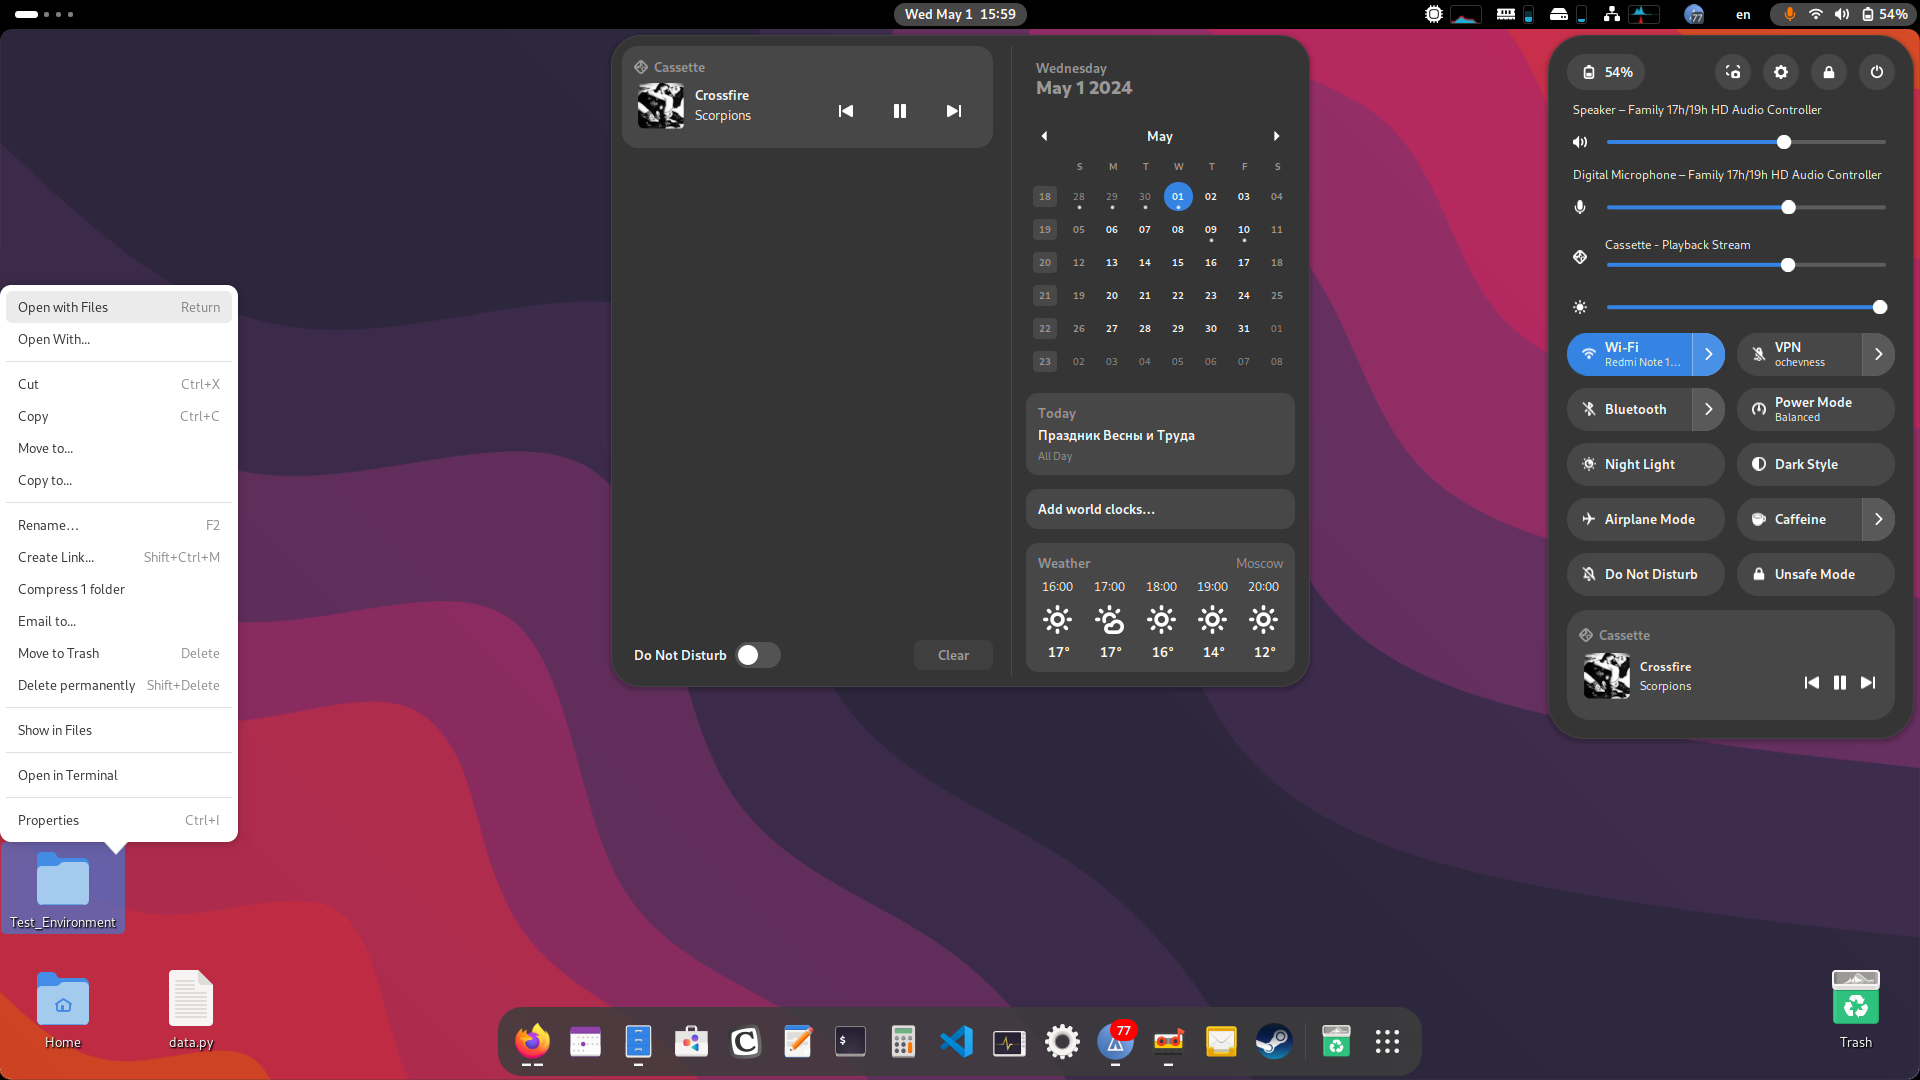 Wed May 1 15:59
77
en
54%
Cassette
Crossfire
Scorpions
Do Not Disturb
Clear
Wednesday
May 1 2024
May
S M T W T F S
18 28 29 30 01 02 03 04
19 05 06 07 08 09 10 11
20 12 13 14 15 16 17 18
21 19 20 21 22 23 24 25
22 26 27 28 29 30 31 01
23 02 03 04 05 06 07 08
Today
Праздник Весны и Труда
All Day
Add world clocks...
Weather Moscow
16:00 17:00 18:00 19:00 20:00
17° 17° 16° 14° 12°
54%
Speaker – Family 17h/19h HD Audio Controller
Digital Microphone – Family 17h/19h HD Audio Controller
Cassette - Playback Stream
Wi-Fi
Redmi Note 1...
VPN
ochevness
Bluetooth
Power Mode
Balanced
Night Light
Dark Style
Airplane Mode
Caffeine
Do Not Disturb
Unsafe Mode
Cassette
Crossfire
Scorpions
Open with Files Return
Open With...
Cut Ctrl+X
Copy Ctrl+C
Move to...
Copy to...
Rename… F2
Create Link... Shift+Ctrl+M
Compress 1 folder
Email to...
Move to Trash Delete
Delete permanently Shift+Delete
Show in Files
Open in Terminal
Properties Ctrl+I
Test_Environment
Home
data.py
77
Trash